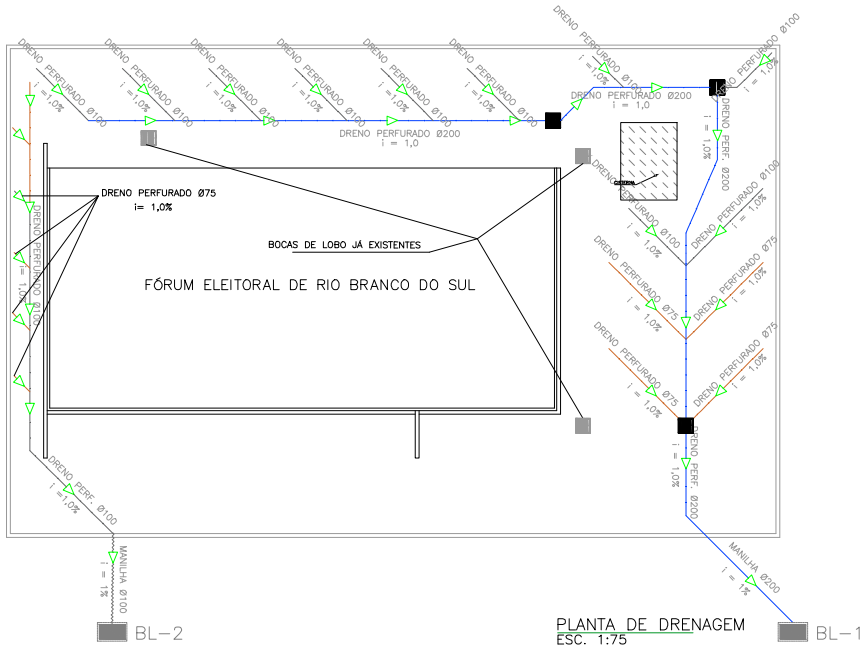 DRENO PERFURADO Ø100
i = 1,0%
DRENO PERFURADO Ø100
i = 1,0%
DRENO PERFURADO Ø100
i = 1,0%
DRENO PERFURADO Ø100
i = 1,0%
DRENO PERFURADO Ø100
i = 1,0%
DRENO PERFURADO Ø100
i = 1,0%
DRENO PERFURADO Ø100
i = 1,0%
DRENO PERFURADO Ø100
i = 1,0%
DRENO PERFURADO Ø200
i = 1,0
DRENO PERFURADO Ø200
i = 1,0
DRENO PERF. Ø200
i = 1,0%
DRENO PERFURADO Ø75
i= 1,0%
DRENO PERFURADO Ø100
i = 1,0%
BOCAS DE LOBO JÁ EXISTENTES
FÓRUM ELEITORAL DE RIO BRANCO DO SUL
DRENO PERFURADO Ø100
i = 1,0%
DRENO PERFURADO Ø100
i = 1,0%
DRENO PERFURADO Ø75
i = 1,0%
DRENO PERFURADO Ø75
i = 1,0%
DRENO PERFURADO Ø75
i = 1,0%
DRENO PERFURADO Ø75
i = 1,0%
DRENO PERF. Ø200
i = 1,0%
DRENO PERF. Ø100
i =1,0%
MANILHA Ø100
i = 1%
MANILHA Ø200
i = 1%
BL-2
PLANTA DE DRENAGEM
ESC. 1:75
BL-1